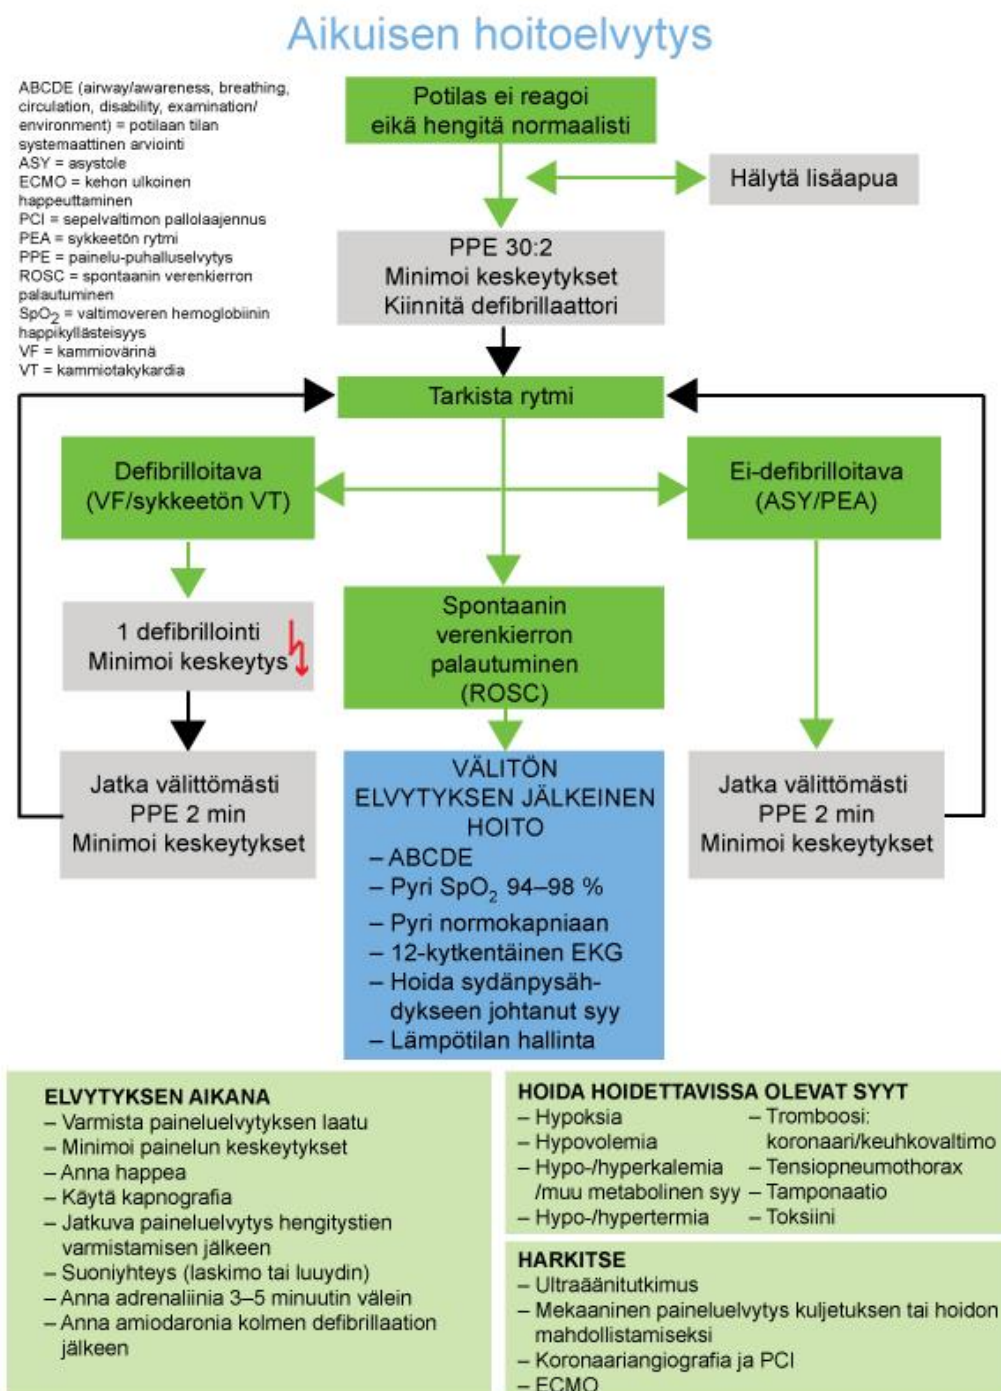 Aikuisen hoitoelvytys
ABCDE (airway/awareness, breathing,
circulation, disability, examination/
environment) = potilaan tilan
systemaattinen arviointi
ASY = asystole
ECMO = kehon ulkoinen
happeuttaminen
PCI = sepelvaltimon pallolaajennus
PEA = sykkeetön rytmi
PPE = painelu-puhalluselvytys
ROSC = spontaanin verenkierron
palautuminen
SpO₂ = valtimoveren hemoglobiinin
happikyllästeisyys
VF = kammiovärinä
VT = kammiotakykardia
Potilas ei reagoi
eikä hengitä normaalisti
Hälytä lisäapua
PPE 30:2
Minimoi keskeytykset
Kiinnitä defibrillaattori
Tarkista rytmi
Defibrilloitava
(VF/sykkeetön VT)
Ei-defibrilloitava
(ASY/PEA)
1 defibrillointi
Minimoi keskeytys
Spontaanin
verenkierron
palautuminen
(ROSC)
Jatka välittömästi
PPE 2 min
Minimoi keskeytykset
VÄLITÖN
ELVYTYKSEN JÄLKEINEN
HOITO
– ABCDE
– Pyri SpO₂ 94–98 %
– Pyri normokapniaan
– 12-kytkentäinen EKG
– Hoida sydänpysäh-
dykseen johtanut syy
– Lämpötilan hallinta
Jatka välittömästi
PPE 2 min
Minimoi keskeytykset
ELVYTYKSEN AIKANA
– Varmista paineluelvytyksen laatu
– Minimoi painelun keskeytykset
– Anna happea
– Käytä kapnografia
– Jatkuva paineluelvytys hengitystien
varmistamisen jälkeen
– Suoniyhteys (laskimo tai luuydin)
– Anna adrenaliinia 3–5 minuutin välein
– Anna amiodaronia kolmen defibrillaation
jälkeen
HOIDA HOIDETTAVISSA OLEVAT SYYT
– Hypoksia
– Hypovolemia
– Hypo-/hyperkalemia
/muu metabolinen syy
– Hypo-/hypertermia
– Tromboosi:
koronaari/keuhkovaltimo
– Tensiopneumothorax
– Tamponaatio
– Toksiini
HARKITSE
– Ultraäänitutkimus
– Mekaaninen paineluelvytys kuljetuksen tai hoidon
mahdollistamiseksi
– Koronaariangiografia ja PCI
– ECMO